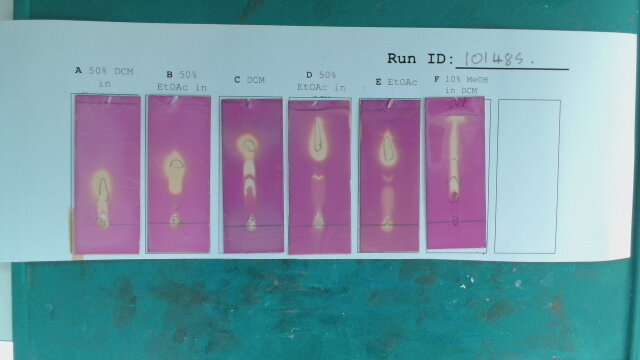 Run ID: 101485.
A 50% DCM
in
B 50%
EtOAc in
C DCM
D 50%
EtOAc in
E EtOAc
F 10% MeOH
in DCM